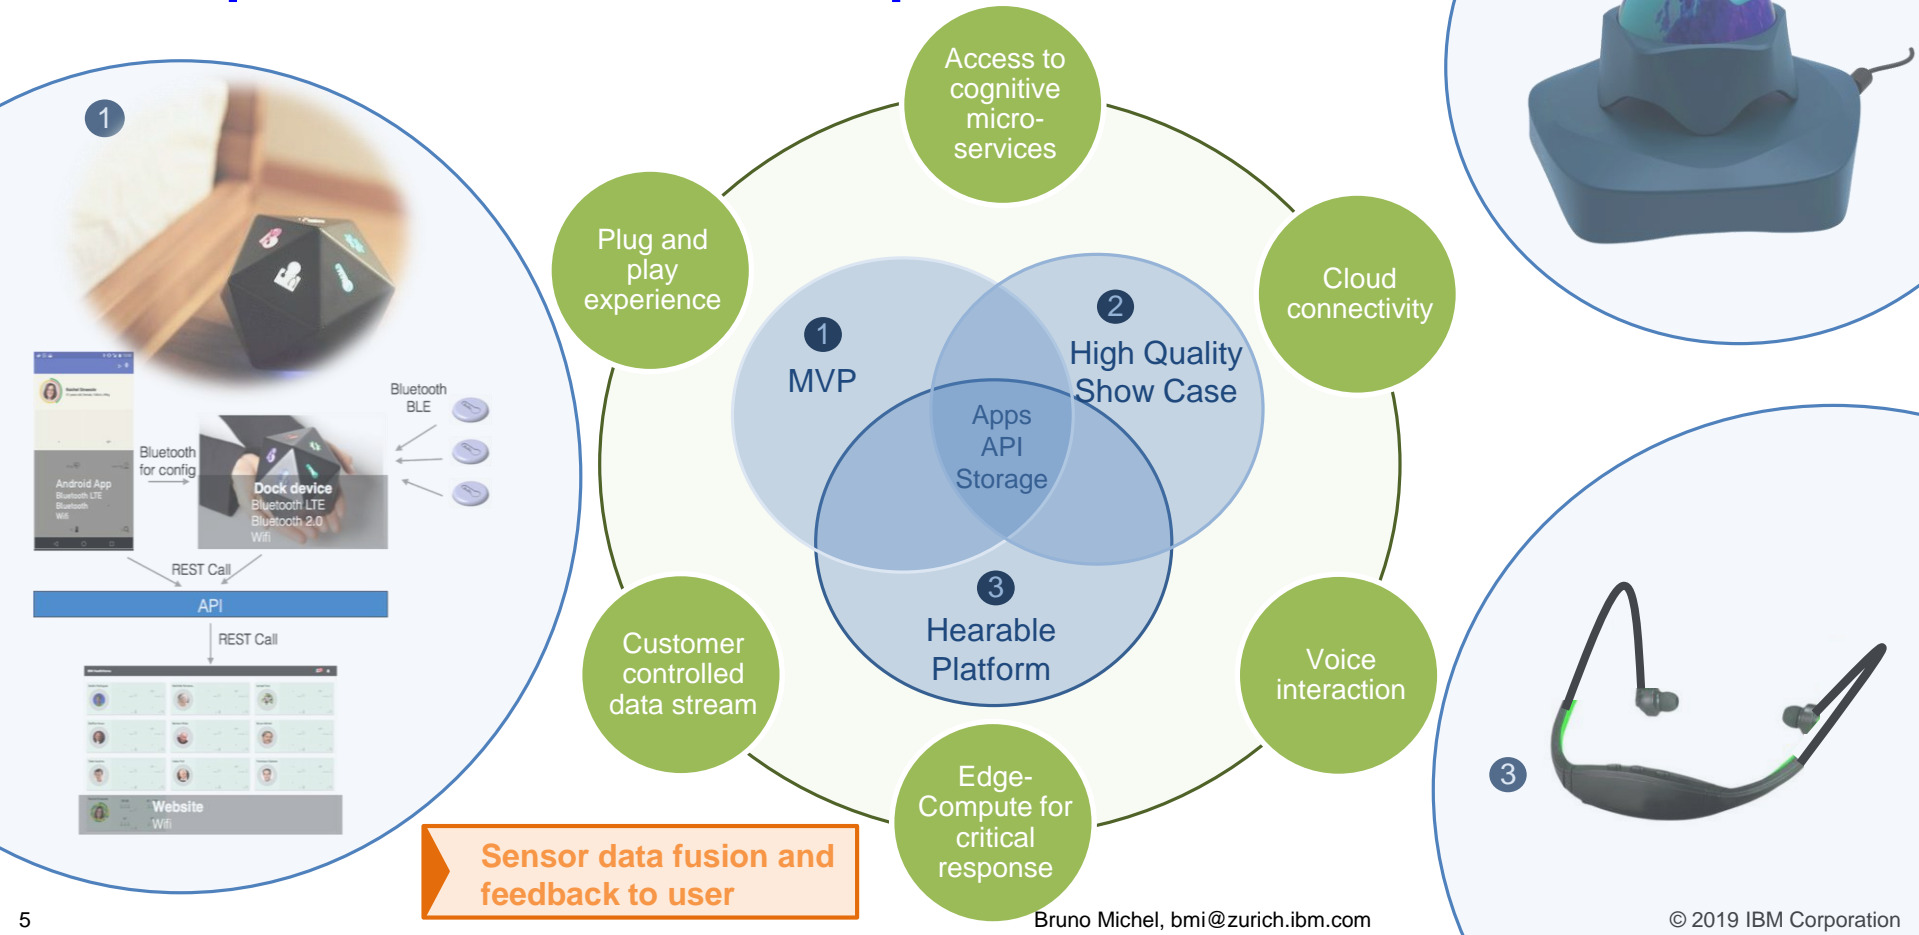 Access to
cognitive
micro-
services
Plug and
play
experience
Cloud
connectivity
Voice
interaction
Edge-
Compute for
critical
response
Customer
controlled
data stream
1
MVP
2
High Quality
Show Case
Apps
API
Storage
3
Hearable
Platform
1
Bluetooth
BLE
Bluetooth
for config
Android App
Bluetooth LTE
Bluetooth
Wifi
Dock device
Bluetooth LTE
Bluetooth 2.0
Wifi
REST Call
API
REST Call
Website
Wifi
3
Sensor data fusion and
feedback to user
5
Bruno Michel, bmi@zurich.ibm.com
© 2019 IBM Corporation